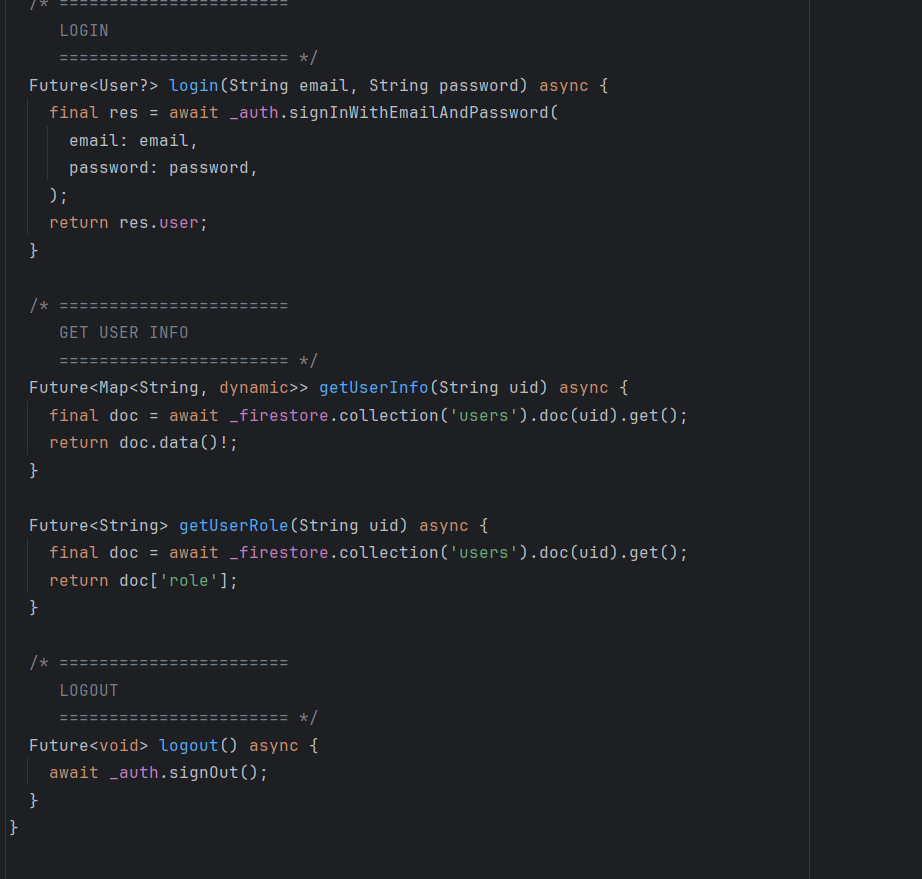 /* =======================
LOGIN
======================= */
Future<User?> login(String email, String password) async {
final res = await _auth.signInWithEmailAndPassword(
email: email,
password: password,
);
return res.user;
}
/* =======================
GET USER INFO
======================= */
Future<Map<String, dynamic>> getUserInfo(String uid) async {
final doc = await _firestore.collection('users').doc(uid).get();
return doc.data()!;
}
Future<String> getUserRole(String uid) async {
final doc = await _firestore.collection('users').doc(uid).get();
return doc['role'];
}
/* =======================
LOGOUT
======================= */
Future<void> logout() async {
await _auth.signOut();
}
}